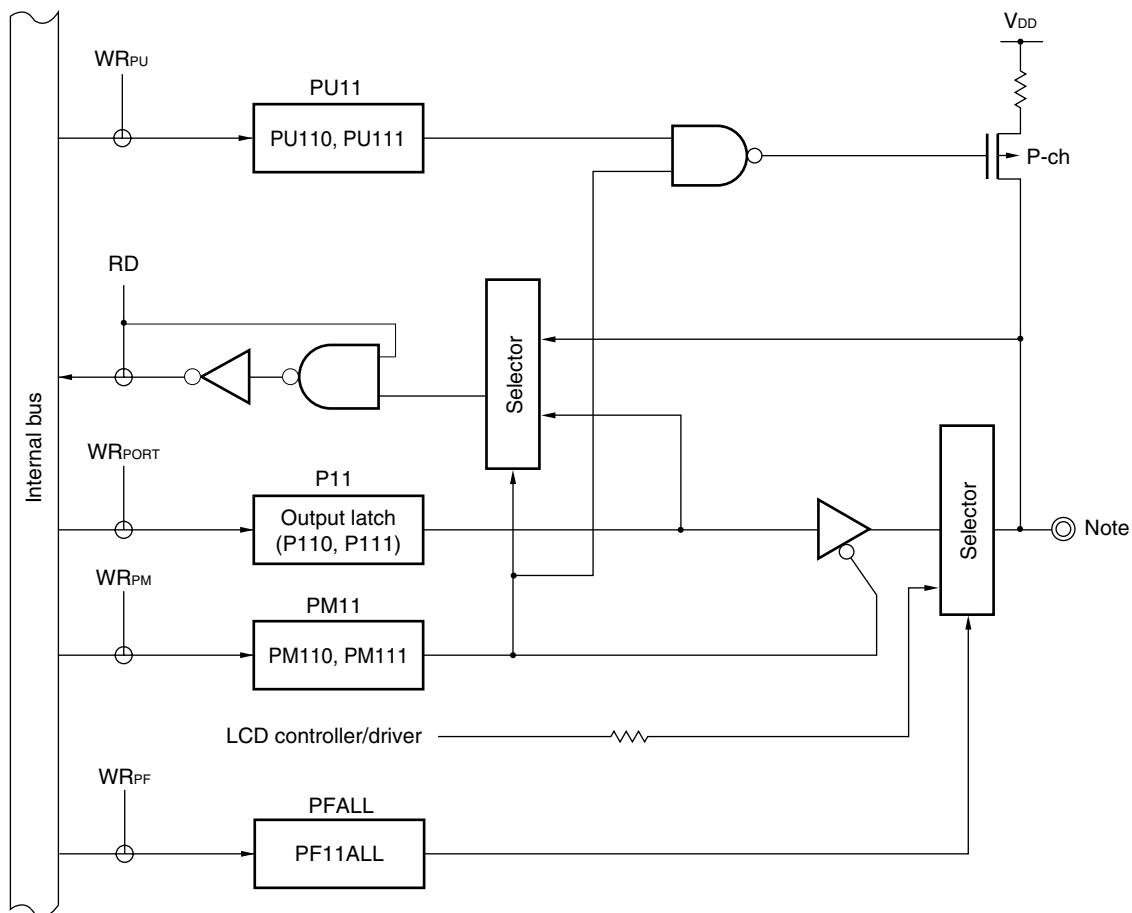 VDD
WRPU
PU11
PU110, PU111
P-ch
RD
Selector
Internal bus
WRPORT
P11
Output latch
(P110, P111)
Selector
Note
WRPM
PM11
PM110, PM111
LCD controller/driver
WRPF
PFALL
PF11ALL